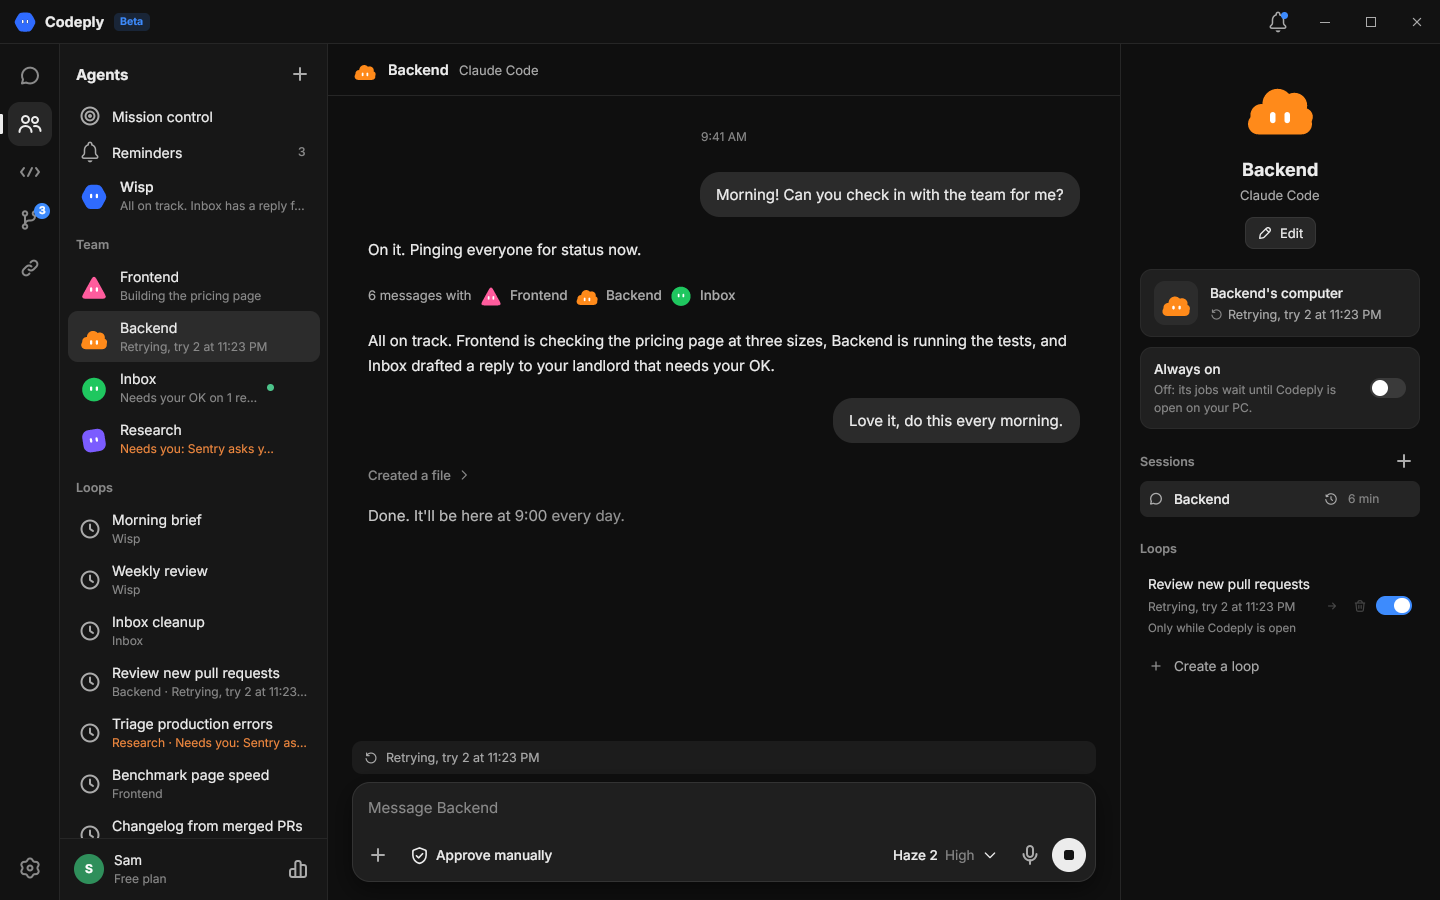 Codeply Beta
Agents
Mission control
Reminders 3
Wisp
All on track. Inbox has a reply f...
Team
Frontend
Building the pricing page
Backend
Retrying, try 2 at 11:23 PM
Inbox
Needs your OK on 1 re...
Research
Needs you: Sentry asks y...
Loops
Morning brief
Wisp
Weekly review
Wisp
Inbox cleanup
Inbox
Review new pull requests
Backend · Retrying, try 2 at 11:23...
Triage production errors
Research · Needs you: Sentry as...
Benchmark page speed
Frontend
Changelog from merged PRs
S
Sam
Free plan
3
Backend Claude Code
9:41 AM
Morning! Can you check in with the team for me?
On it. Pinging everyone for status now.
6 messages with Frontend Backend Inbox
All on track. Frontend is checking the pricing page at three sizes, Backend is running the tests, and
Inbox drafted a reply to your landlord that needs your OK.
Love it, do this every morning.
Created a file
Done. It'll be here at 9:00 every day.
Retrying, try 2 at 11:23 PM
Message Backend
Approve manually
Haze 2 High
Backend
Claude Code
Edit
Backend's computer
Retrying, try 2 at 11:23 PM
Always on
Off: its jobs wait until Codeply is
open on your PC.
Sessions
Backend 6 min
Loops
Review new pull requests
Retrying, try 2 at 11:23 PM
Only while Codeply is open
Create a loop